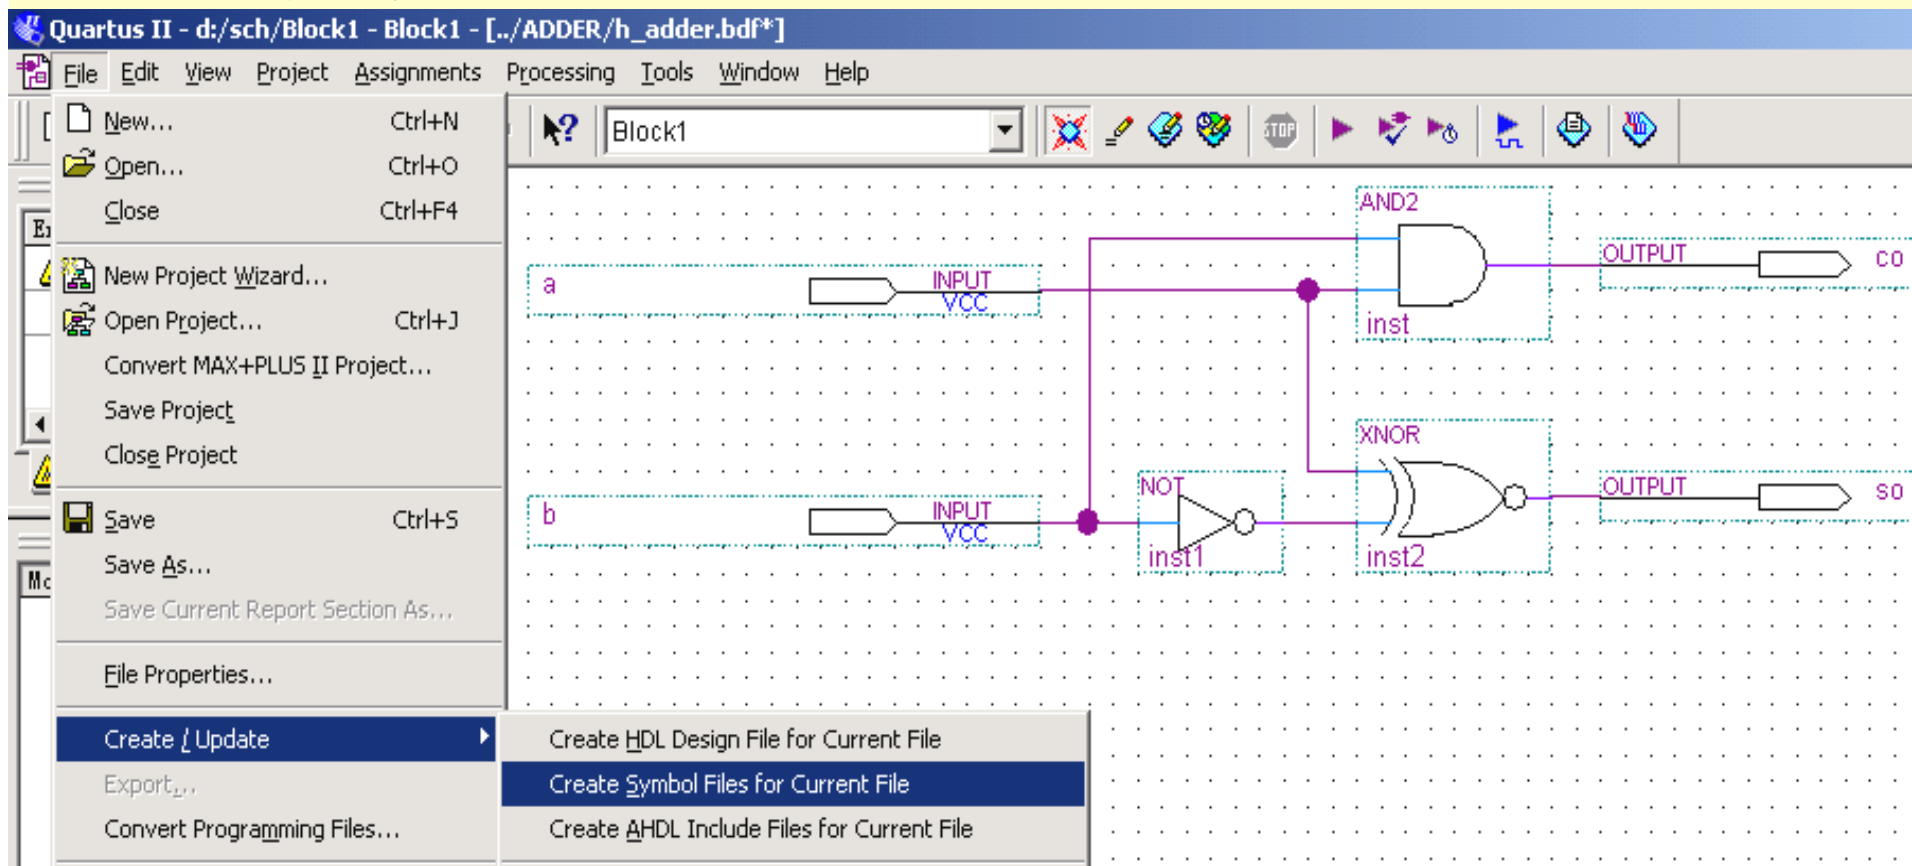 Quartus II - d:/sch/Block1 - Block1 - [../ADDER/h_adder.bdf*]
File Edit View Project Assignments Processing Tools Window Help
New... Ctrl+N
Block1
STOP
Open... Ctrl+O
Close Ctrl+F4
New Project Wizard...
Open Project... Ctrl+J
Convert MAX+PLUS II Project...
Save Project
Close Project
Save Ctrl+S
Save As...
Save Current Report Section As...
File Properties...
Create / Update
Export...
Convert Programming Files...
Create HDL Design File for Current File
Create Symbol Files for Current File
Create AHDL Include Files for Current File
AND2
inst
OUTPUT
co
a
INPUT
VCC
XNOR
inst2
NOT
inst1
OUTPUT
so
b
INPUT
VCC